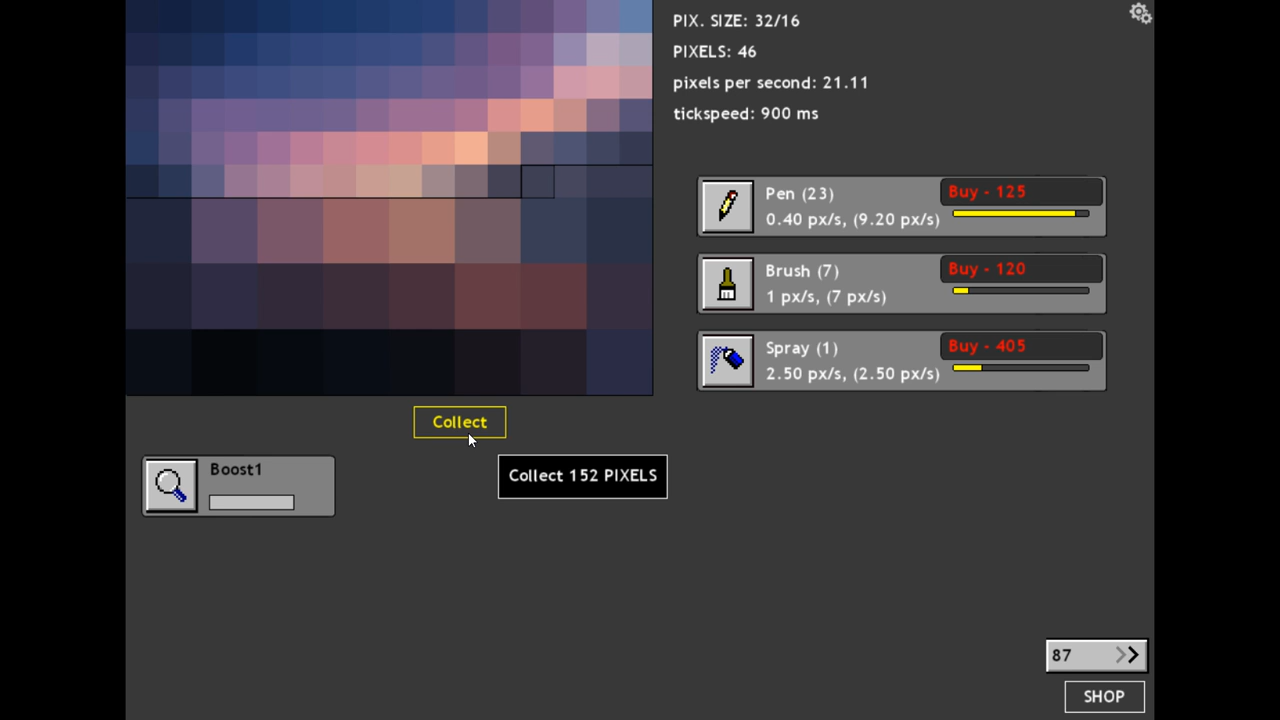 PIX. SIZE: 32/16
PIXELS: 46
pixels per second: 21.11
tickspeed: 900 ms
Pen (23)
Buy - 125
0.40 px/s, (9.20 px/s)
Brush (7)
Buy - 120
1 px/s, (7 px/s)
Spray (1)
Buy - 405
2.50 px/s, (2.50 px/s)
Collect
Boost1
Collect 152 PIXELS
87
SHOP